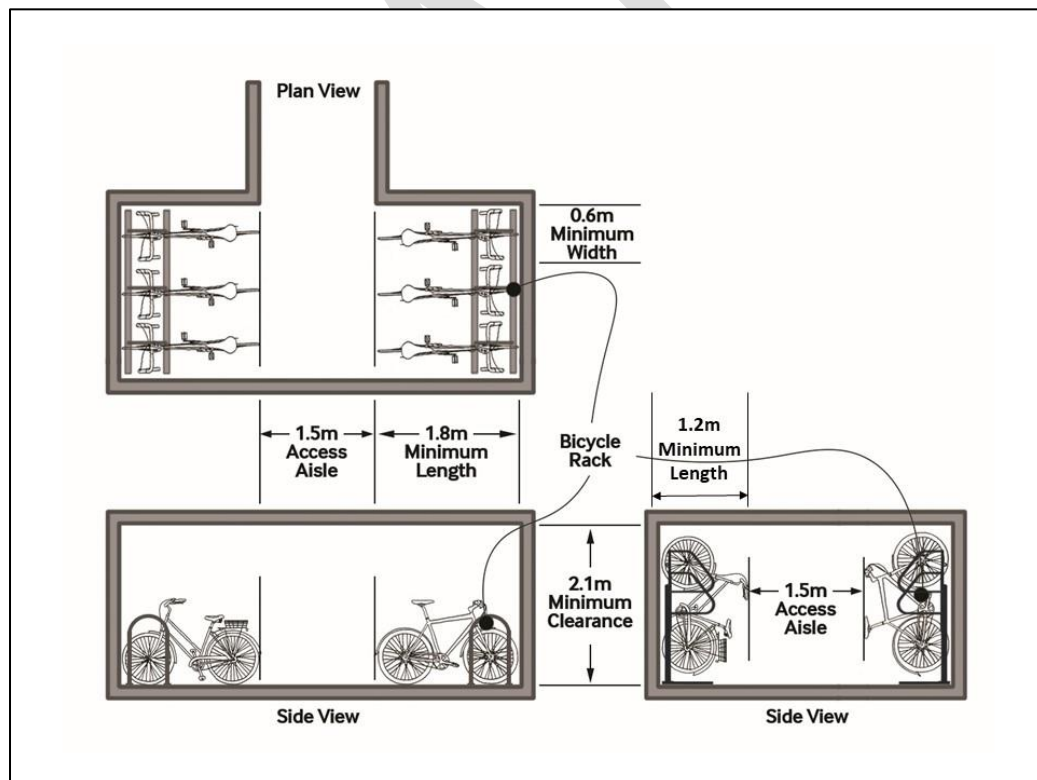 Plan View
0.6m
Minimum
Width
1.5m
Access
Aisle
1.8m
Minimum
Length
Bicycle
Rack
1.2m
Minimum
Length
2.1m
Minimum
Clearance
1.5m
Access
Aisle
Side View
Side View